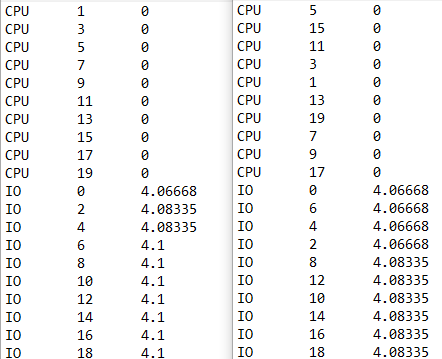 CPU 1 0
CPU 3 0
CPU 5 0
CPU 7 0
CPU 9 0
CPU 11 0
CPU 13 0
CPU 15 0
CPU 17 0
CPU 19 0
IO 0 4.06668
IO 2 4.08335
IO 4 4.08335
IO 6 4.1
IO 8 4.1
IO 10 4.1
IO 12 4.1
IO 14 4.1
IO 16 4.1
IO 18 4.1
CPU 5 0
CPU 15 0
CPU 11 0
CPU 3 0
CPU 1 0
CPU 13 0
CPU 19 0
CPU 7 0
CPU 9 0
CPU 17 0
IO 0 4.06668
IO 6 4.06668
IO 4 4.06668
IO 2 4.06668
IO 8 4.08335
IO 12 4.08335
IO 10 4.08335
IO 14 4.08335
IO 16 4.08335
IO 18 4.08335